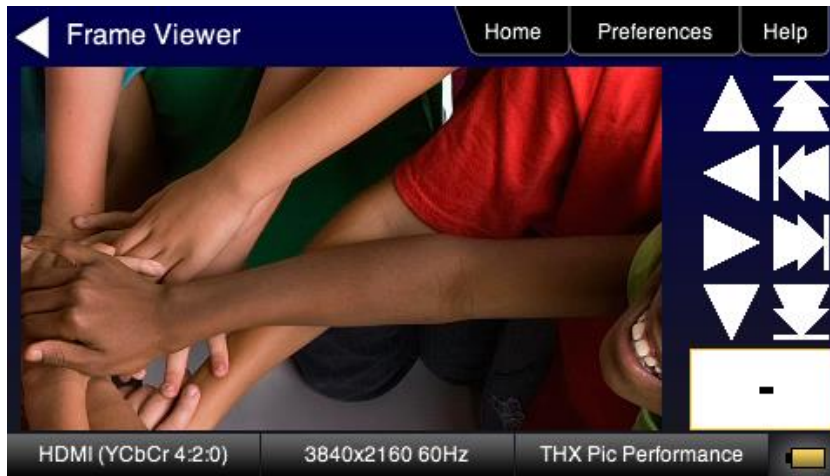 Frame Viewer
Home
Preferences
Help
-
HDMI (YCbCr 4:2:0)
3840x2160 60Hz
THX Pic Performance